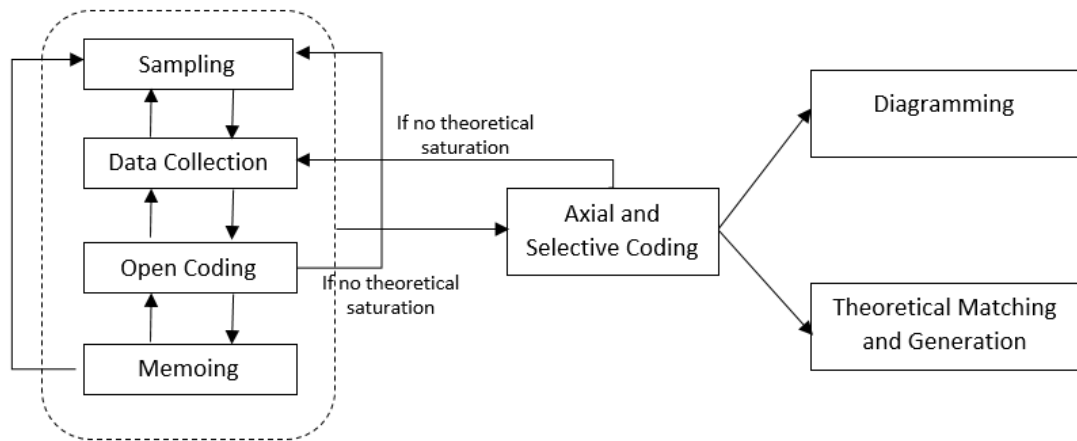 Sampling
Data Collection
Open Coding
Memoing
If no theoretical
saturation
If no theoretical
saturation
Axial and
Selective Coding
Diagramming
Theoretical Matching
and Generation